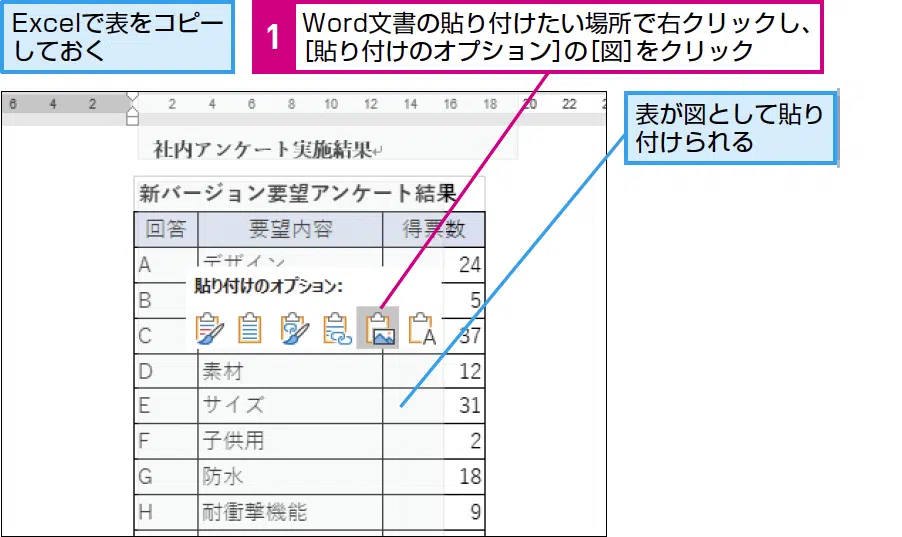 Excelで表をコピー
しておく
1
Word文書の貼り付けたい場所で右クリックし、
[貼り付けのオプション]の[図]をクリック
表が図として貼り
付けられる
6 4 2 2 4 6 8 10 12 14 16 18 20 22
社内アンケート実施結果↵
新バージョン要望アンケート結果
回答 要望内容 得票数
A デザイン 24
貼り付けのオプション:
B 5
C 37
A
D 素材 12
E サイズ 31
F 子供用 2
G 防水 18
H 耐衝撃機能 9